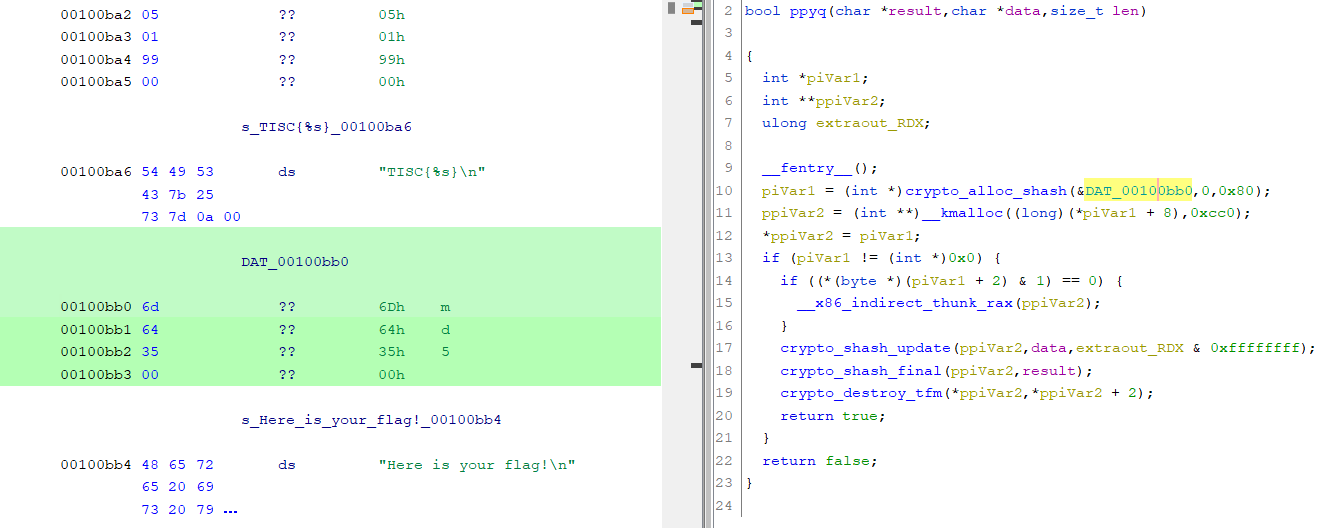 00100ba2 05 ?? 05h
00100ba3 01 ?? 01h
00100ba4 99 ?? 99h
00100ba5 00 ?? 00h
s_TISC{%s}_00100ba6
00100ba6 54 49 53 ds "TISC{%s}\n"
43 7b 25
73 7d 0a 00
DAT_00100bb0
00100bb0 6d ?? 6Dh m
00100bb1 64 ?? 64h d
00100bb2 35 ?? 35h 5
00100bb3 00 ?? 00h
s_Here_is_your_flag!_00100bb4
00100bb4 48 65 72 ds "Here is your flag!\n"
65 20 69
73 20 79 ...
2 bool ppyq(char *result,char *data,size_t len)
3
4 {
5 int *piVar1;
6 int **ppiVar2;
7 ulong extraout_RDX;
8
9 __fentry__();
10 piVar1 = (int *)crypto_alloc_shash(&DAT_00100bb0,0,0x80);
11 ppiVar2 = (int **)__kmalloc((long)(*piVar1 + 8),0xcc0);
12 *ppiVar2 = piVar1;
13 if (piVar1 != (int *)0x0) {
14 if ((*(byte *)(piVar1 + 2) & 1) == 0) {
15 __x86_indirect_thunk_rax(ppiVar2);
16 }
17 crypto_shash_update(ppiVar2,data,extraout_RDX & 0xffffffff);
18 crypto_shash_final(ppiVar2,result);
19 crypto_destroy_tfm(*ppiVar2,*ppiVar2 + 2);
20 return true;
21 }
22 return false;
23 }
24